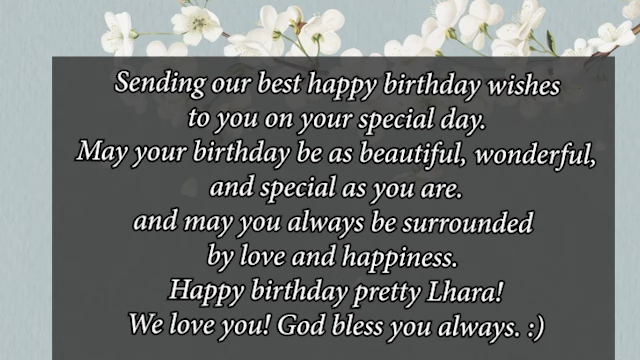 Sending our best happy birthday wishes
to you on your special day.
May your birthday be as beautiful, wonderful,
and special as you are.
and may you always be surrounded
by love and happiness.
Happy birthday pretty Lhara!
We love you! God bless you always. :)